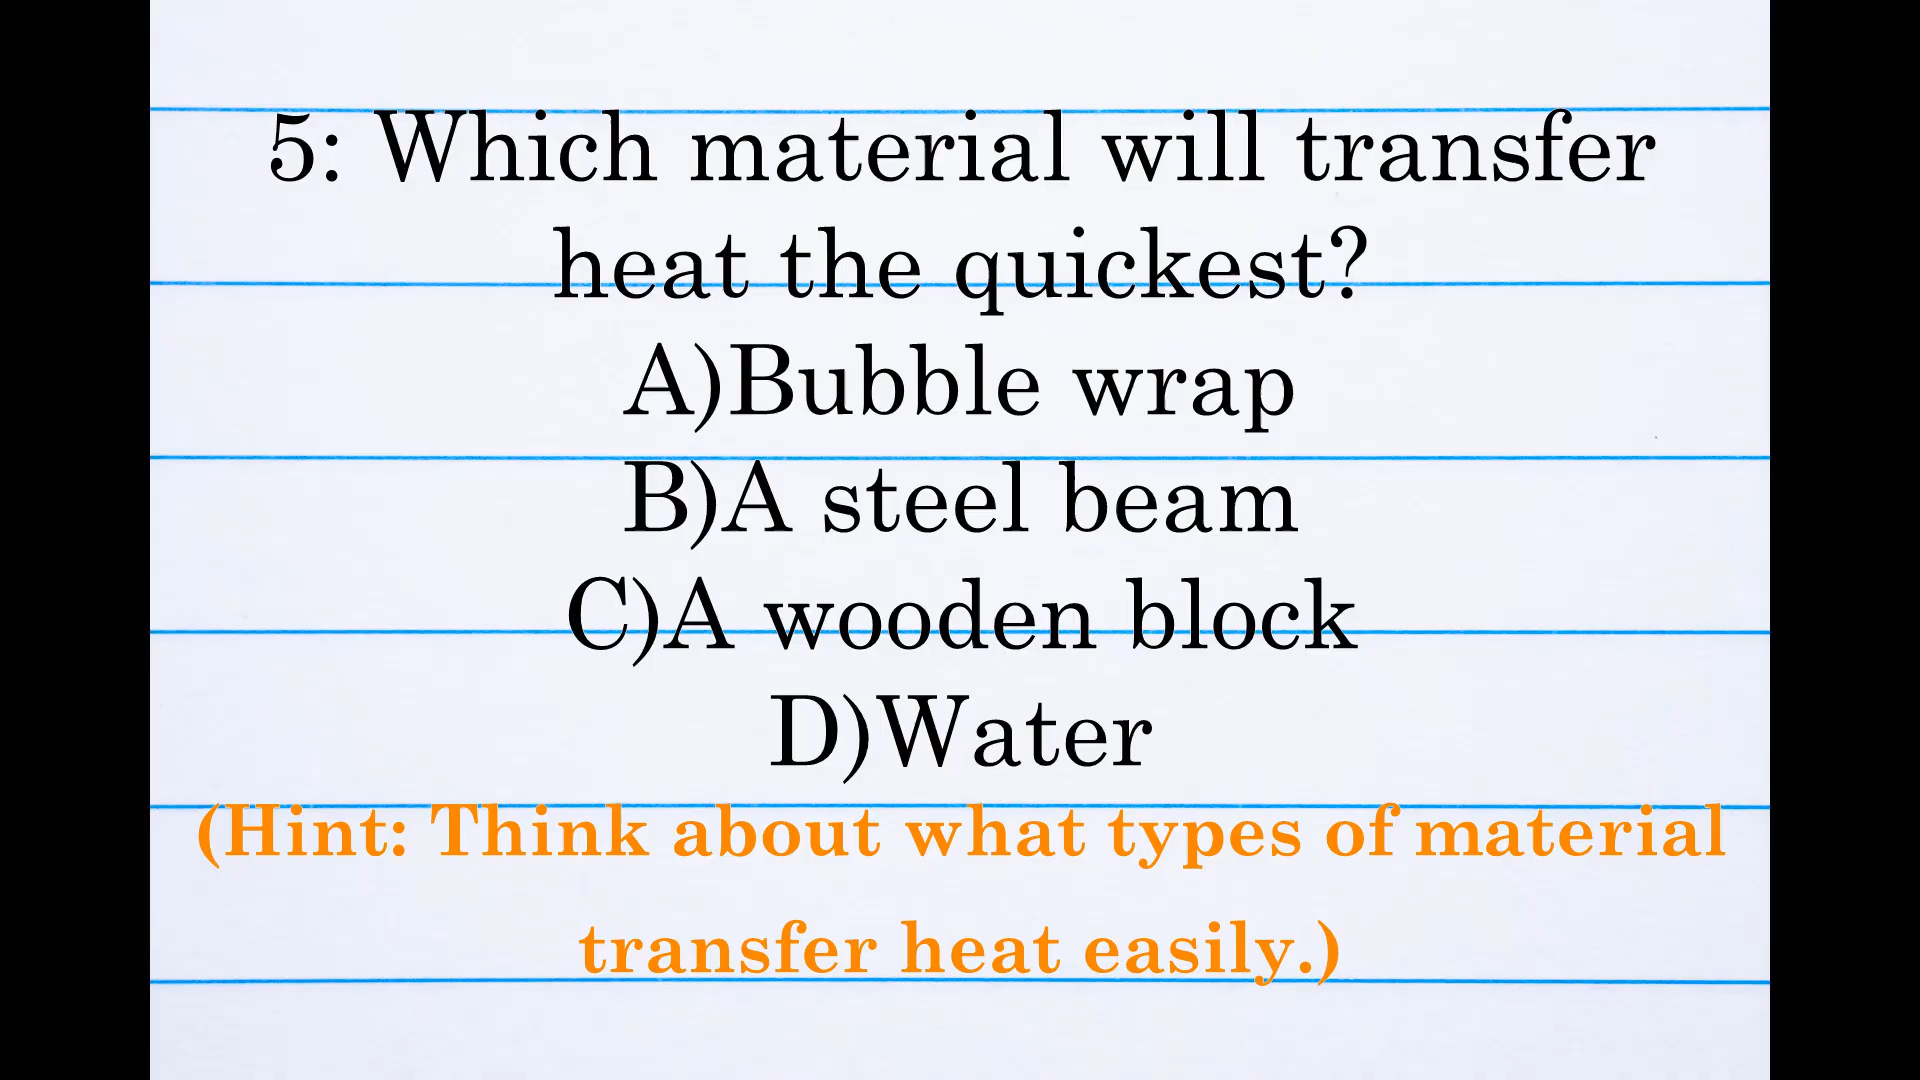 5: Which material will transfer
heat the quickest?
A)Bubble wrap
B)A steel beam
C)A wooden block
D)Water
(Hint: Think about what types of material
transfer heat easily.)